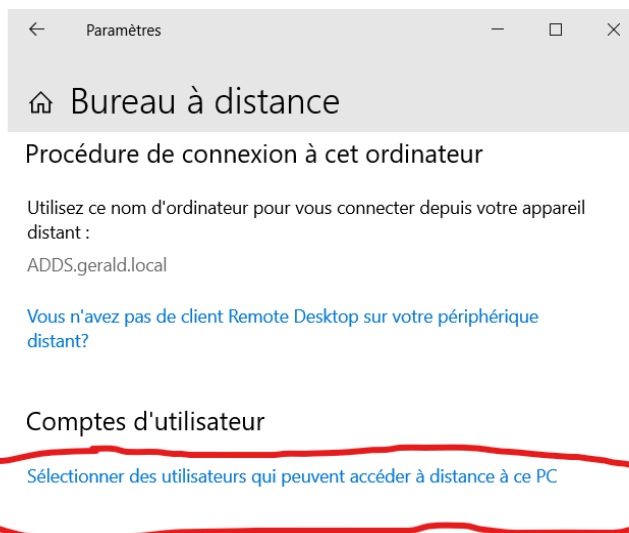 Paramètres
Bureau à distance
Procédure de connexion à cet ordinateur
Utilisez ce nom d'ordinateur pour vous connecter depuis votre appareil
distant :
ADDS.gerald.local
Vous n'avez pas de client Remote Desktop sur votre périphérique
distant?
Comptes d'utilisateur
Sélectionner des utilisateurs qui peuvent accéder à distance à ce PC